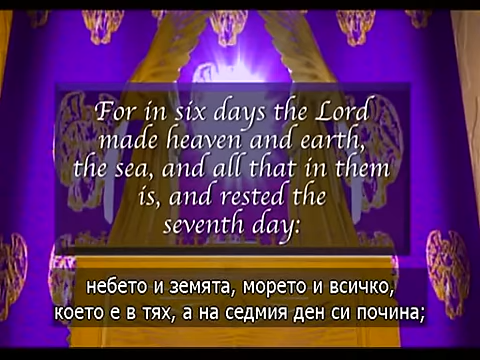 For in six days the Lord
made heaven and earth,
the sea, and all that in them
is, and rested the
seventh day:
небето и земята, морето и всичко,
което е в тях, а на седмия ден си почина;